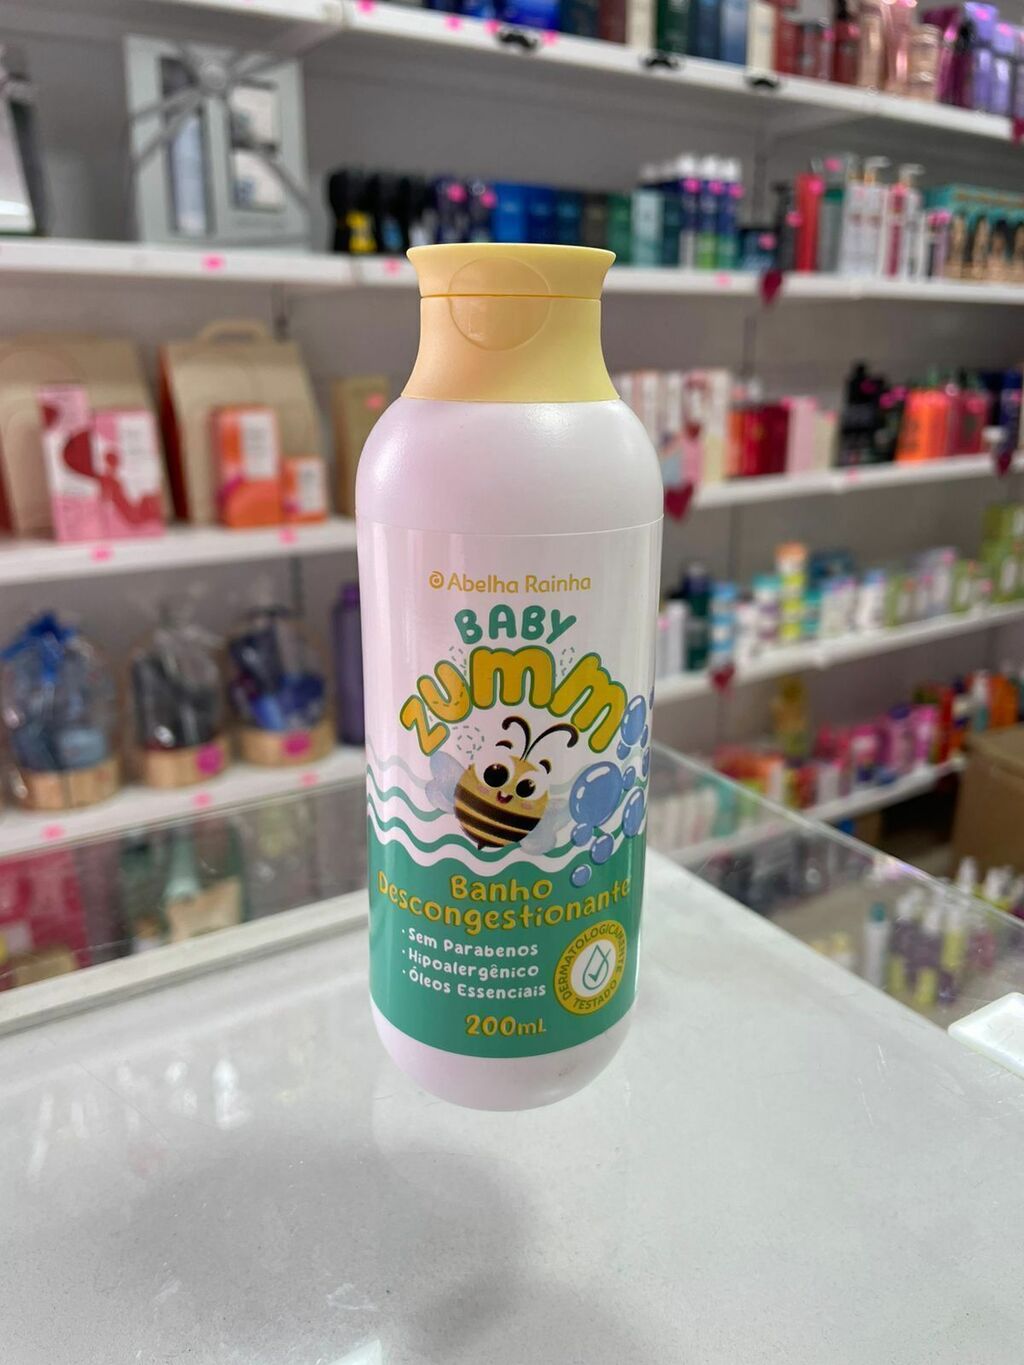 Abelha Rainha
BABY
ZUMM
Banho
Descongestionante
· Sem Parabenos
· Hipoalergênico
· Óleos Essenciais
DERMATOLOGICAMENTE TESTADO
200mL